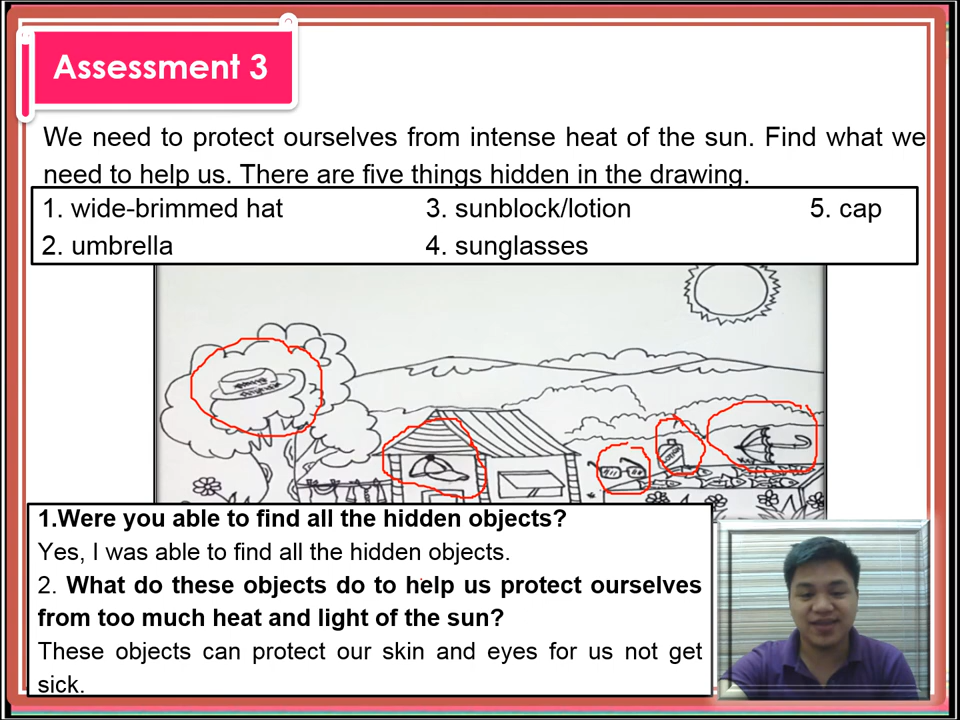 Assessment 3
We need to protect ourselves from intense heat of the sun. Find what we
need to help us. There are five things hidden in the drawing.
1. wide-brimmed hat 3. sunblock/lotion 5. cap
2. umbrella 4. sunglasses
1.Were you able to find all the hidden objects?
Yes, I was able to find all the hidden objects.
2. What do these objects do to help us protect ourselves
from too much heat and light of the sun?
These objects can protect our skin and eyes for us not get
sick.